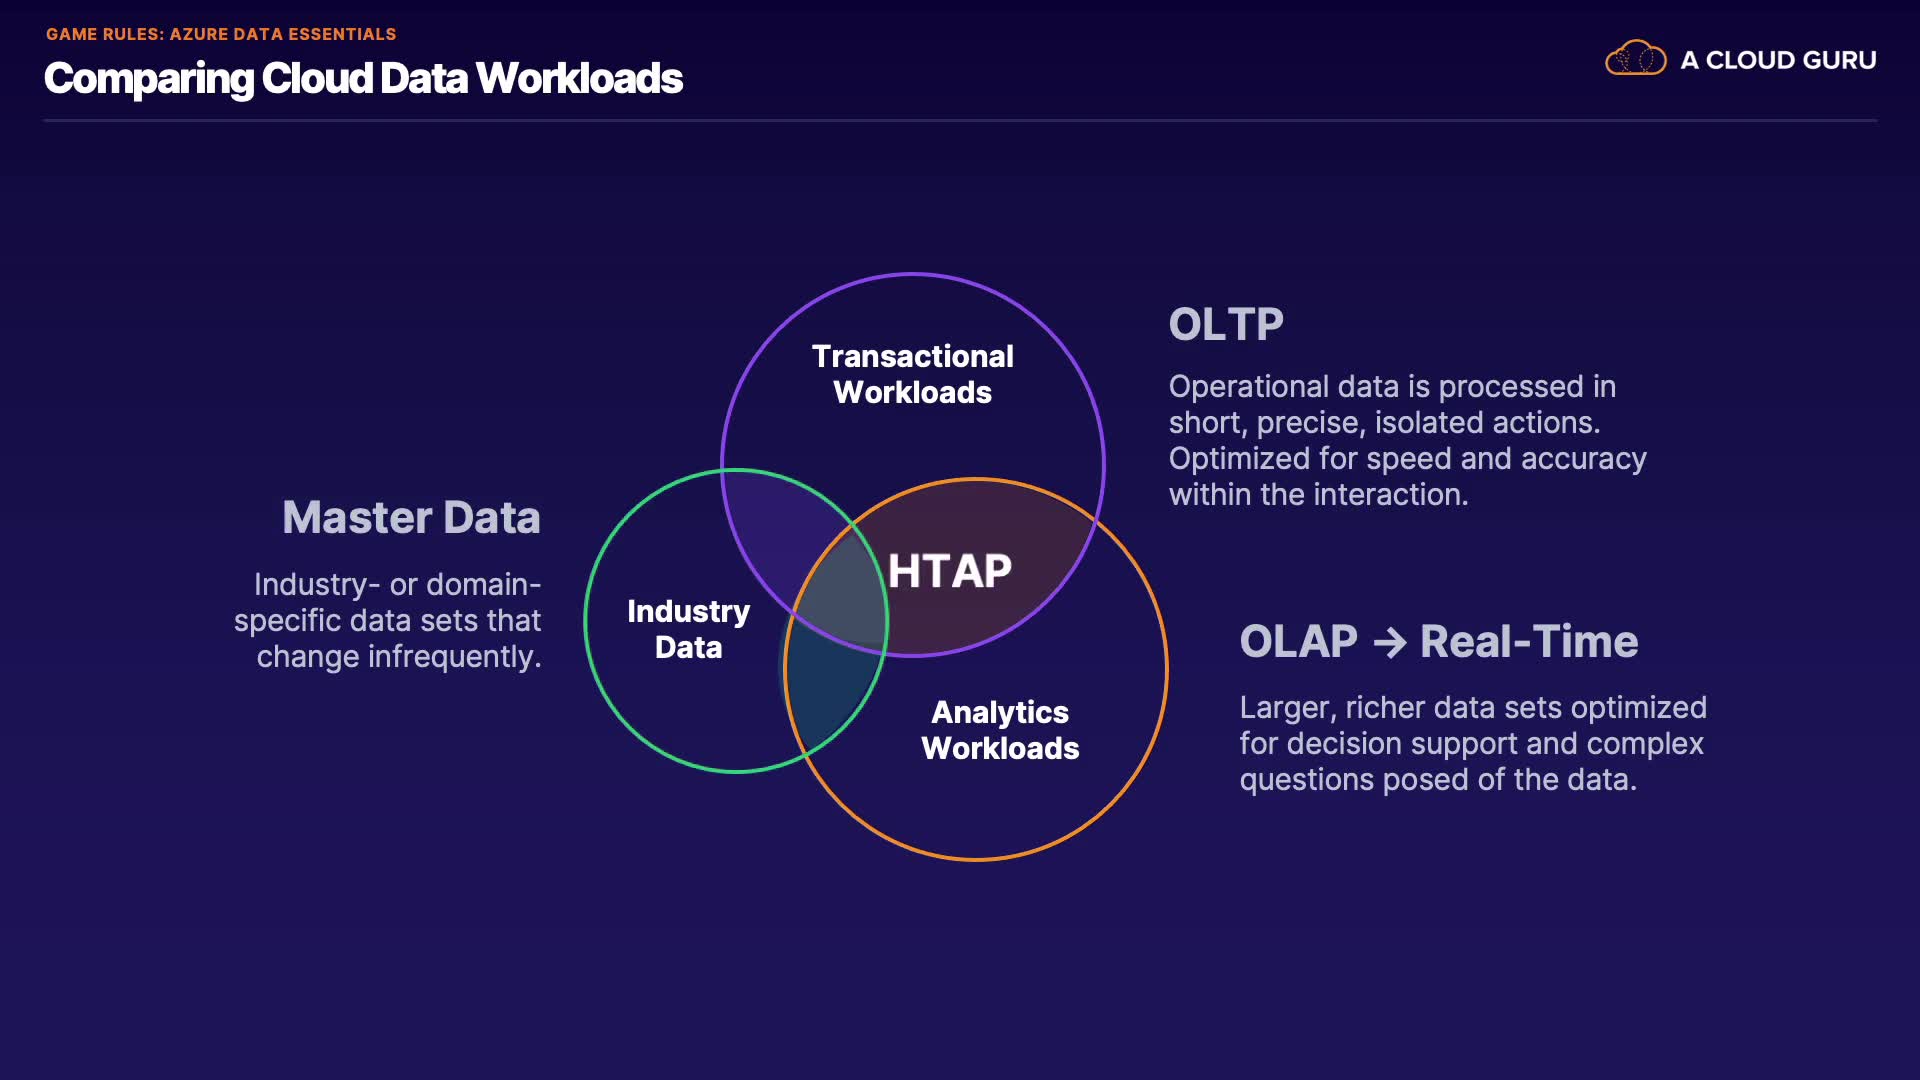 GAME RULES: AZURE DATA ESSENTIALS
Comparing Cloud Data Workloads
A CLOUD GURU
Transactional
Workloads
OLTP
Operational data is processed in
short, precise, isolated actions.
Optimized for speed and accuracy
within the interaction.
Master Data
Industry- or domain-
specific data sets that
change infrequently.
Industry
Data
HTAP
Analytics
Workloads
OLAP → Real-Time
Larger, richer data sets optimized
for decision support and complex
questions posed of the data.